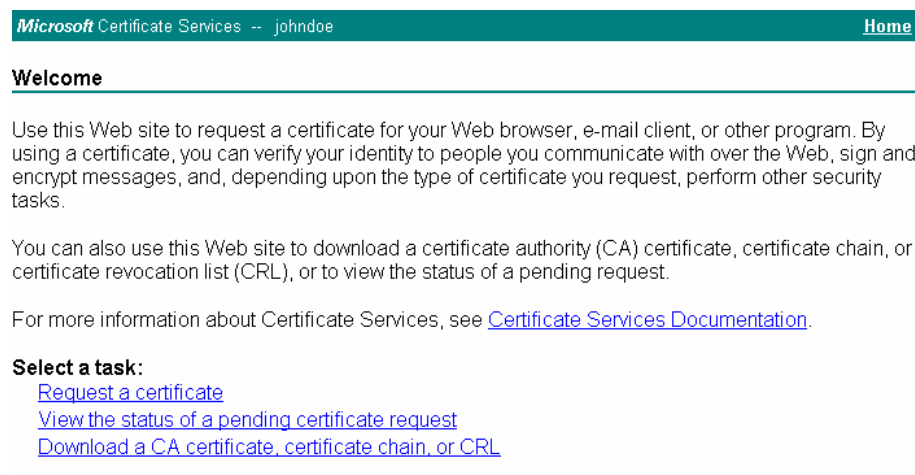 Microsoft Certificate Services -- johndoe Home
Welcome
Use this Web site to request a certificate for your Web browser, e-mail client, or other program. By
using a certificate, you can verify your identity to people you communicate with over the Web, sign and
encrypt messages, and, depending upon the type of certificate you request, perform other security
tasks.
You can also use this Web site to download a certificate authority (CA) certificate, certificate chain, or
certificate revocation list (CRL), or to view the status of a pending request.
For more information about Certificate Services, see Certificate Services Documentation.
Select a task:
Request a certificate
View the status of a pending certificate request
Download a CA certificate, certificate chain, or CRL